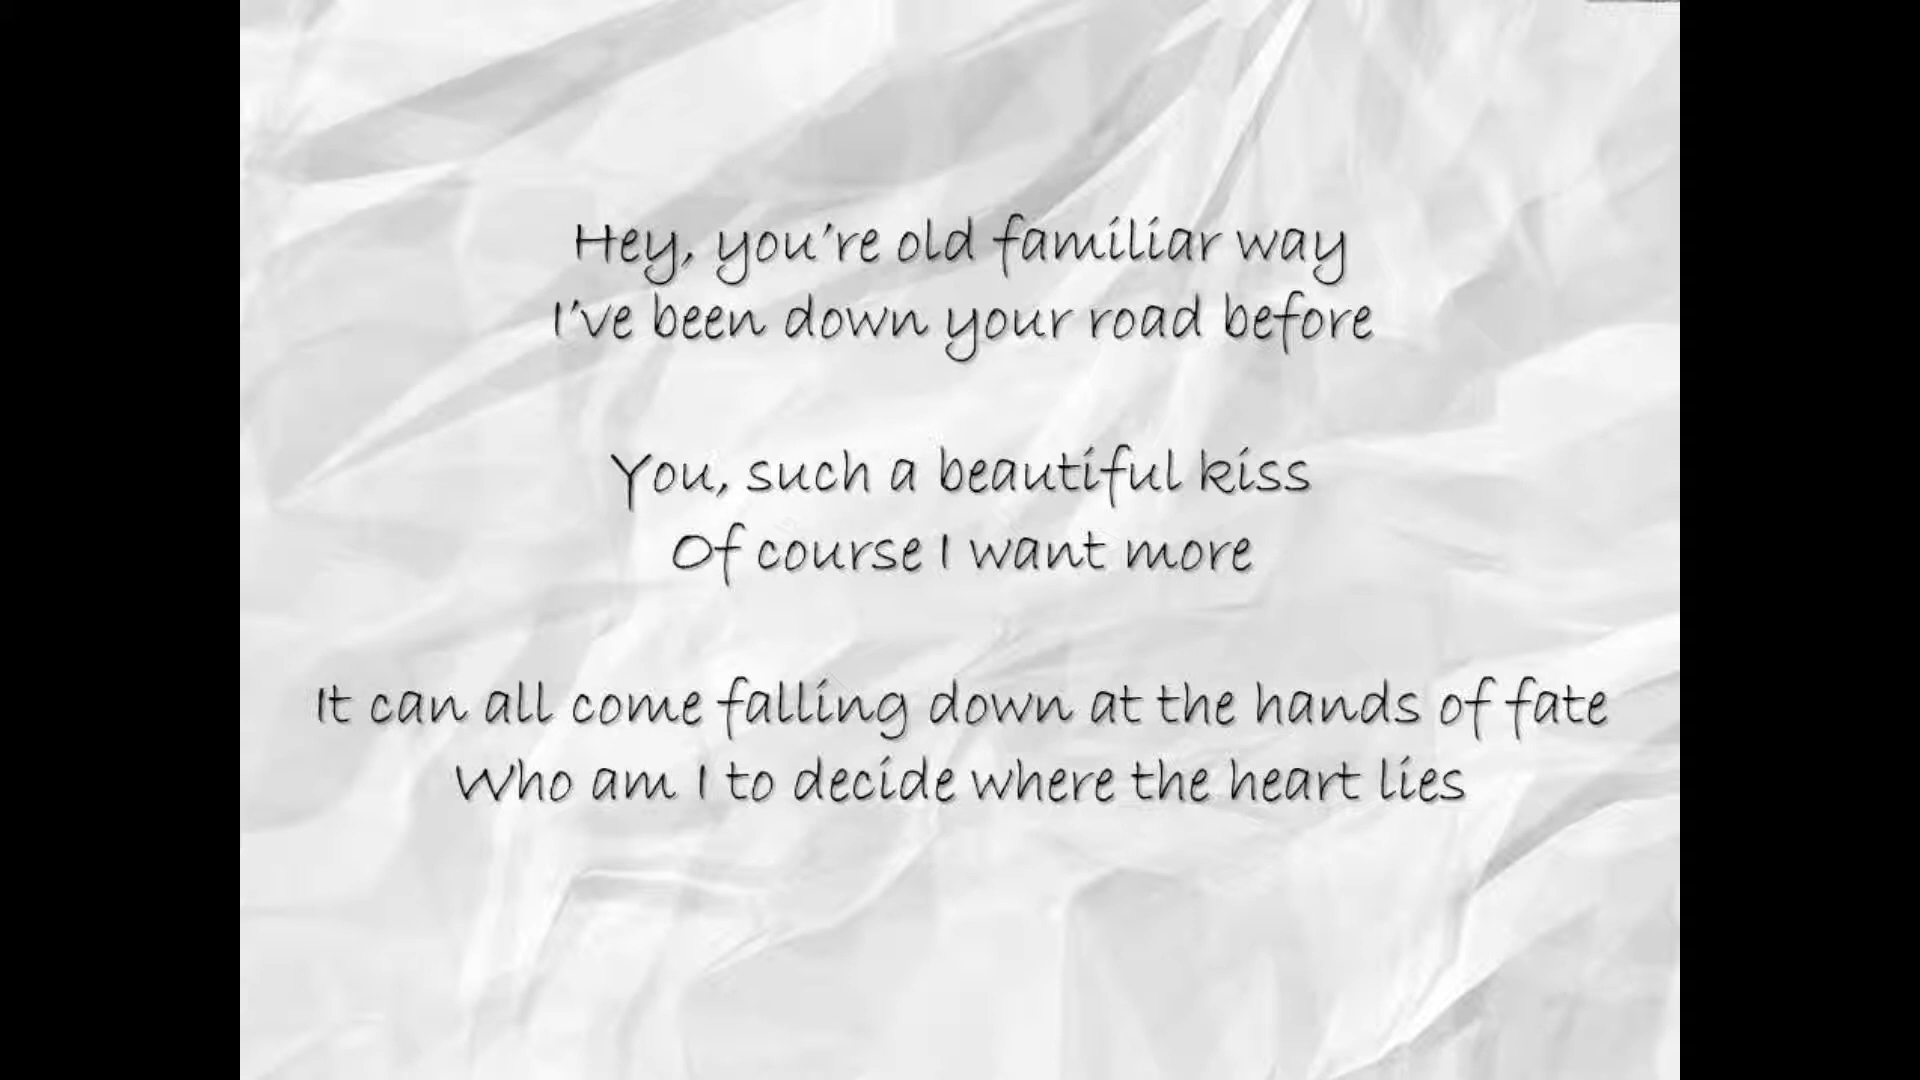 Hey, you're old familiar way
I've been down your road before
You, such a beautiful kiss
Of course I want more
It can all come falling down at the hands of fate
Who am I to decide where the heart lies